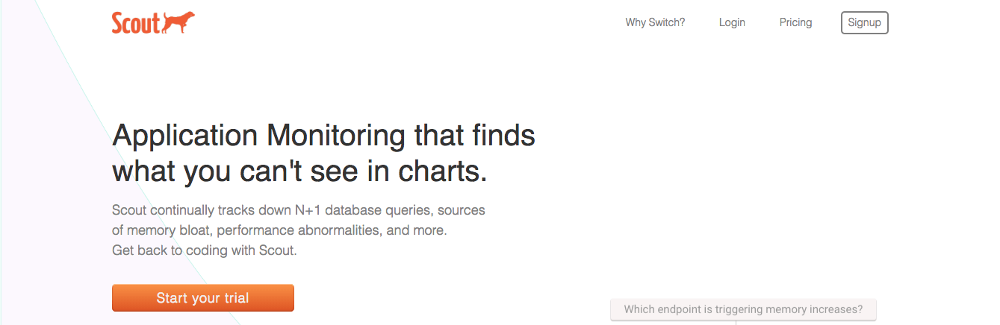 Scout
Why Switch?
Login
Pricing
Signup
Application Monitoring that finds
what you can't see in charts.
Scout continually tracks down N+1 database queries, sources
of memory bloat, performance abnormalities, and more.
Get back to coding with Scout.
Start your trial
Which endpoint is triggering memory increases?